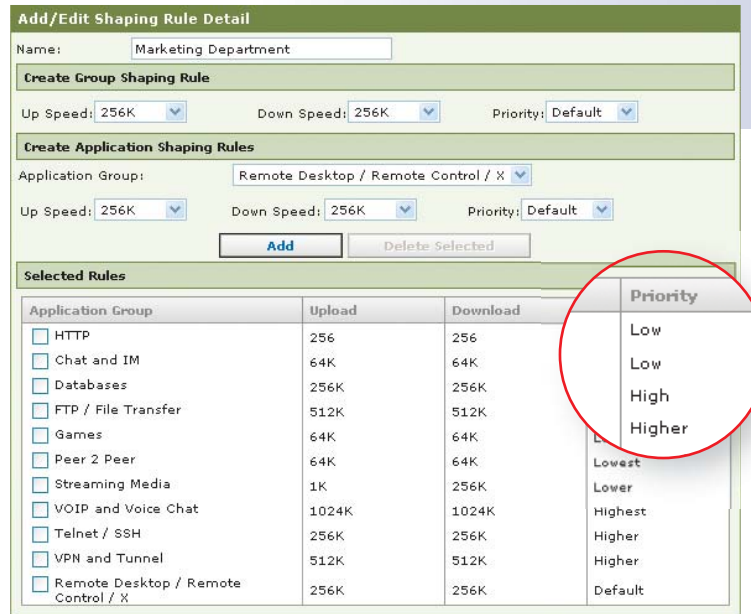 Add/Edit Shaping Rule Detail
Name: Marketing Department
Create Group Shaping Rule
Up Speed: 256K Down Speed: 256K Priority: Default
Create Application Shaping Rules
Application Group: Remote Desktop / Remote Control / X
Up Speed: 256K Down Speed: 256K Priority: Default
Add Delete Selected
Selected Rules
Application Group Upload Download Priority
HTTP 256 256 Low
Chat and IM 64K 64K Low
Databases 256K 256K High
FTP / File Transfer 512K 512K Higher
Games 64K 64K
Peer 2 Peer 64K 64K Lowest
Streaming Media 1K 256K Lower
VOIP and Voice Chat 1024K 1024K Highest
Telnet / SSH 256K 256K Higher
VPN and Tunnel 512K 512K Higher
Remote Desktop / Remote
Control / X 256K 256K Default